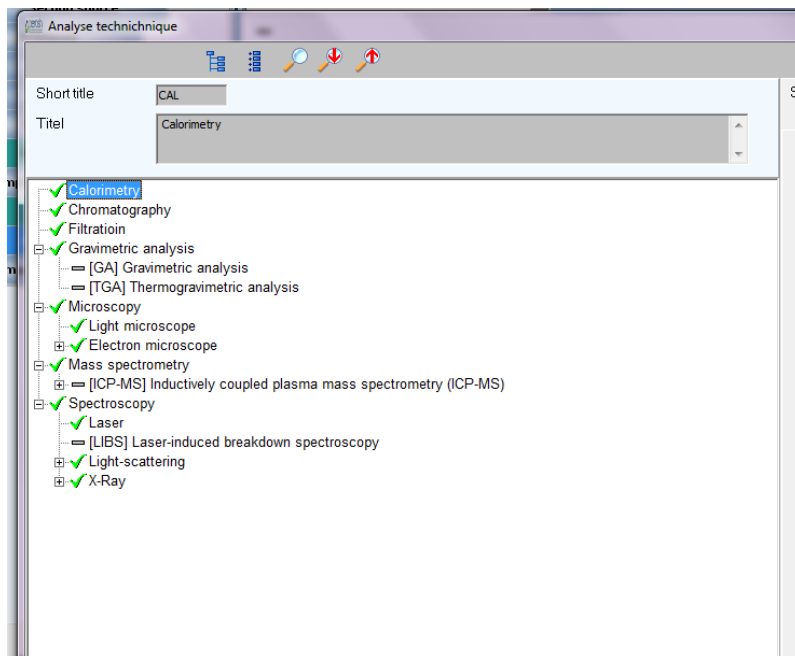 Analyse technichnique
Short title
CAL
Titel
Calorimetry
Calorimetry
Chromatography
Filtratioin
Gravimetric analysis
[GA] Gravimetric analysis
[TGA] Thermogravimetric analysis
Microscopy
Light microscope
Electron microscope
Mass spectrometry
[ICP-MS] Inductively coupled plasma mass spectrometry (ICP-MS)
Spectroscopy
Laser
[LIBS] Laser-induced breakdown spectroscopy
Light-scattering
X-Ray